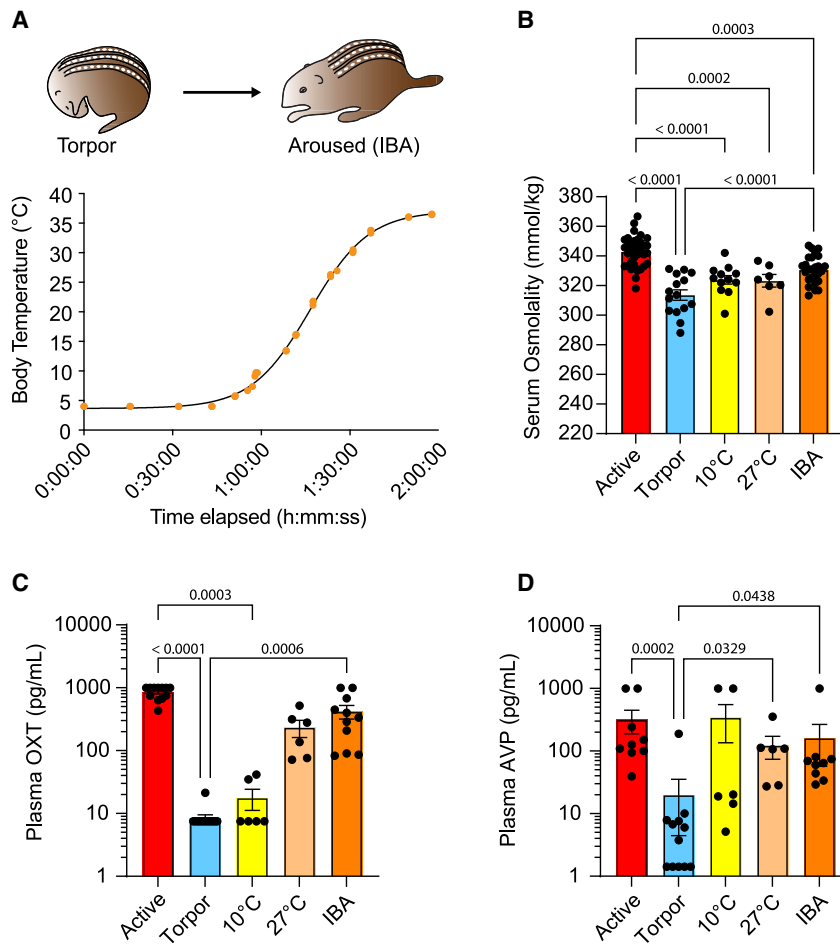 A
Torpor
Aroused (IBA)
Body Temperature (°C)
40
35
30
25
20
15
10
5
0
0:00:00
0:30:00
1:00:00
1:30:00
2:00:00
Time elapsed (h:mm:ss)
B
0.0003
0.0002
< 0.0001
< 0.0001
< 0.0001
Serum Osmolality (mmol/kg)
380
360
340
320
300
280
260
240
220
Active
Torpor
10°C
27°C
IBA
C
0.0003
< 0.0001
0.0006
Plasma OXT (pg/mL)
10000
1000
100
10
1
Active
Torpor
10°C
27°C
IBA
D
0.0438
0.0002
0.0329
Plasma AVP (pg/mL)
10000
1000
100
10
1
Active
Torpor
10°C
27°C
IBA